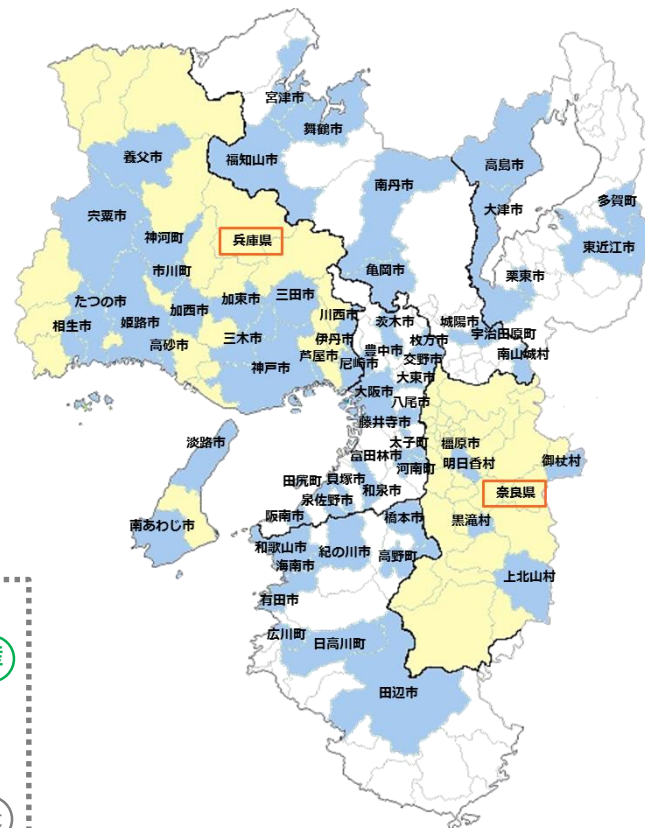 宮津市
舞鶴市
養父市
福知山市
高島市
南丹市
多賀町
宍粟市
大津市
神河町
兵庫県
東近江市
市川町
亀岡市
栗東市
たつの市
加東市
三田市
加西市
川西市
茨木市
城陽市
相生市
姫路市
宇治田原町
三木市
伊丹市
枚方市
高砂市
豊中市
南山城村
芦屋市
交野市
神戸市
尼崎市
大東市
大阪市
八尾市
藤井寺市
淡路市
太子町
橿原市
富田林市
明日香村
御杖村
河南町
田尻町
貝塚市
和泉市
泉佐野市
奈良県
阪南市
橋本市
黒滝村
南あわじ市
和歌山市
紀の川市
高野町
海南市
上北山村
有田市
広川町
日高川町
田辺市